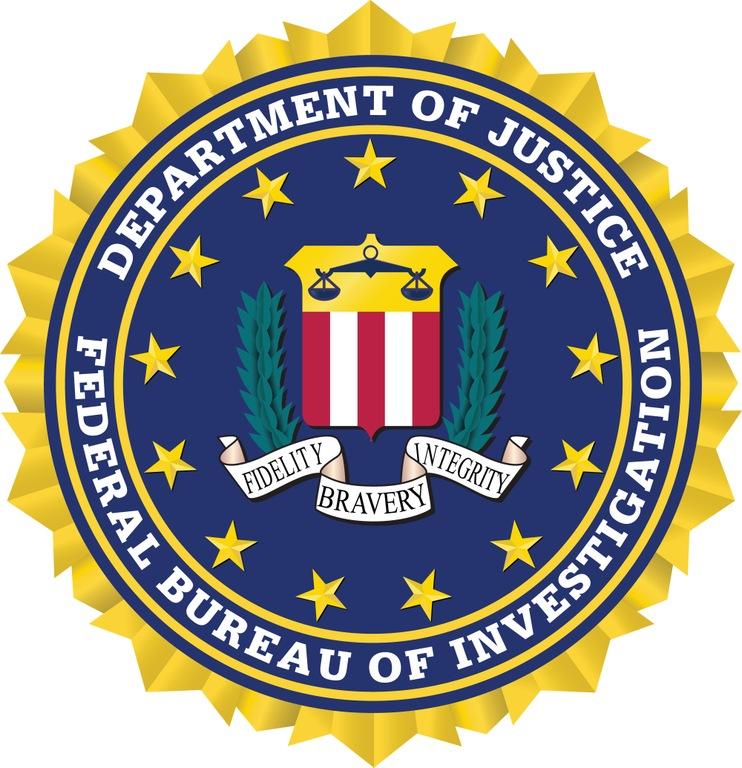 DEPARTMENT OF JUSTICE
FIDELITY
BRAVERY
INTEGRITY
FEDERAL BUREAU OF INVESTIGATION